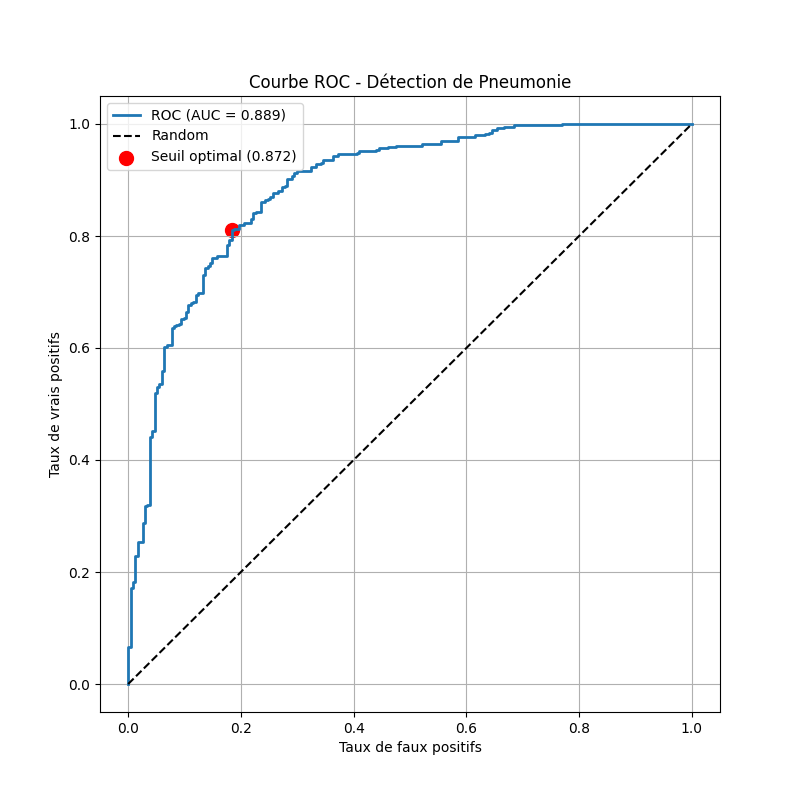 Courbe ROC - Détection de Pneumonie
ROC (AUC = 0.889)
Random
Seuil optimal (0.872)
1.0
0.8
0.6
0.4
0.2
0.0
Taux de vrais positifs
0.0 0.2 0.4 0.6 0.8 1.0
Taux de faux positifs